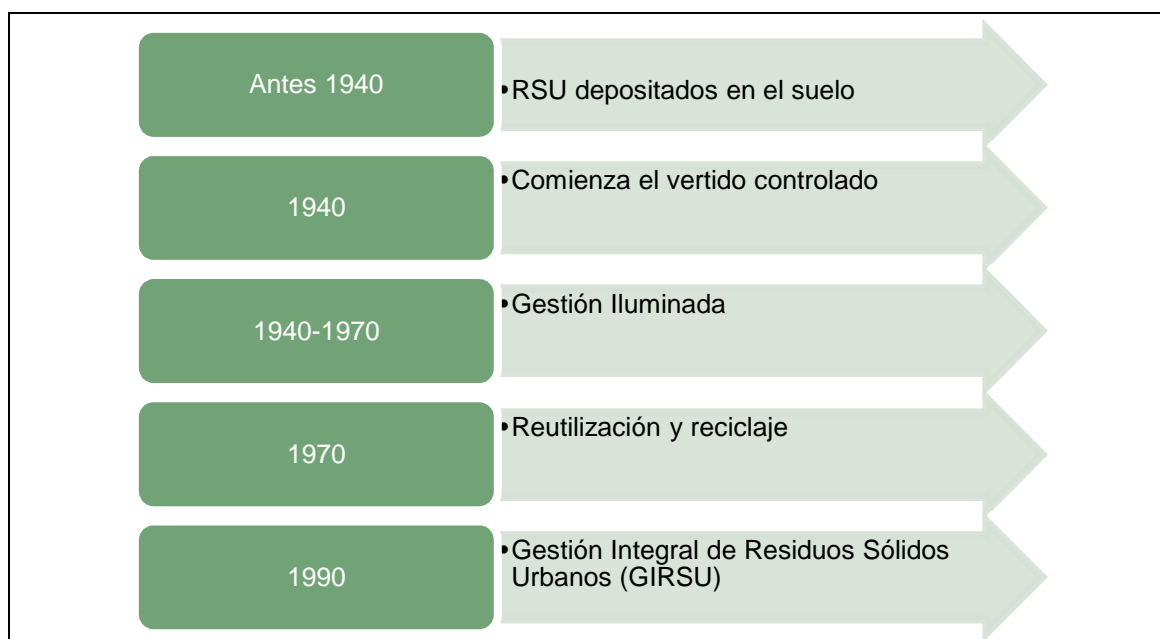 Antes 1940
•RSU depositados en el suelo
1940
•Comienza el vertido controlado
1940-1970
•Gestión Iluminada
1970
•Reutilización y reciclaje
1990
•Gestión Integral de Residuos Sólidos
Urbanos (GIRSU)